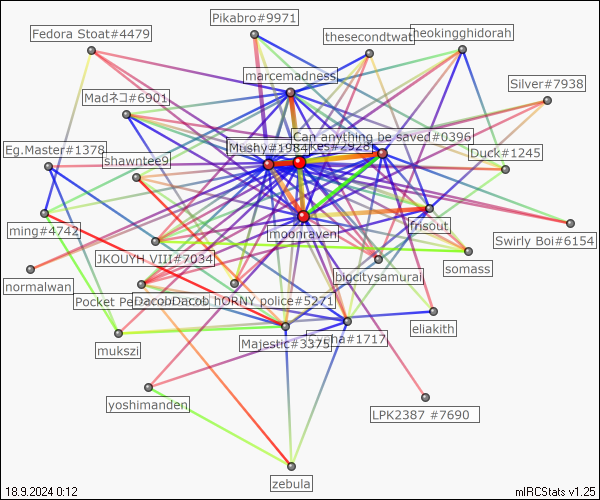 Pikabro#9971
Fedora Stoat#4479
thesecondtwat
neokingghidorah
marcemadness
Silver#7938
Madネコ#6901
Can anything be saved#0396
Mushy#1984
kes#2928
Eg.Master#1378
shawntee9
Duck#1245
ming#4742
moonraven
frisout
Swirly Boi#6154
JKOUYH VIII#7034
biocitysamurai
somass
normalwan
Pocket Per
DacobDacob
hORNY police#5271
eliakith
mukszi
Majestic#3375
ha#1717
yoshimanden
LPK2387 #7690
zebula
18.9.2024 0:12
mIRCStats v1.25